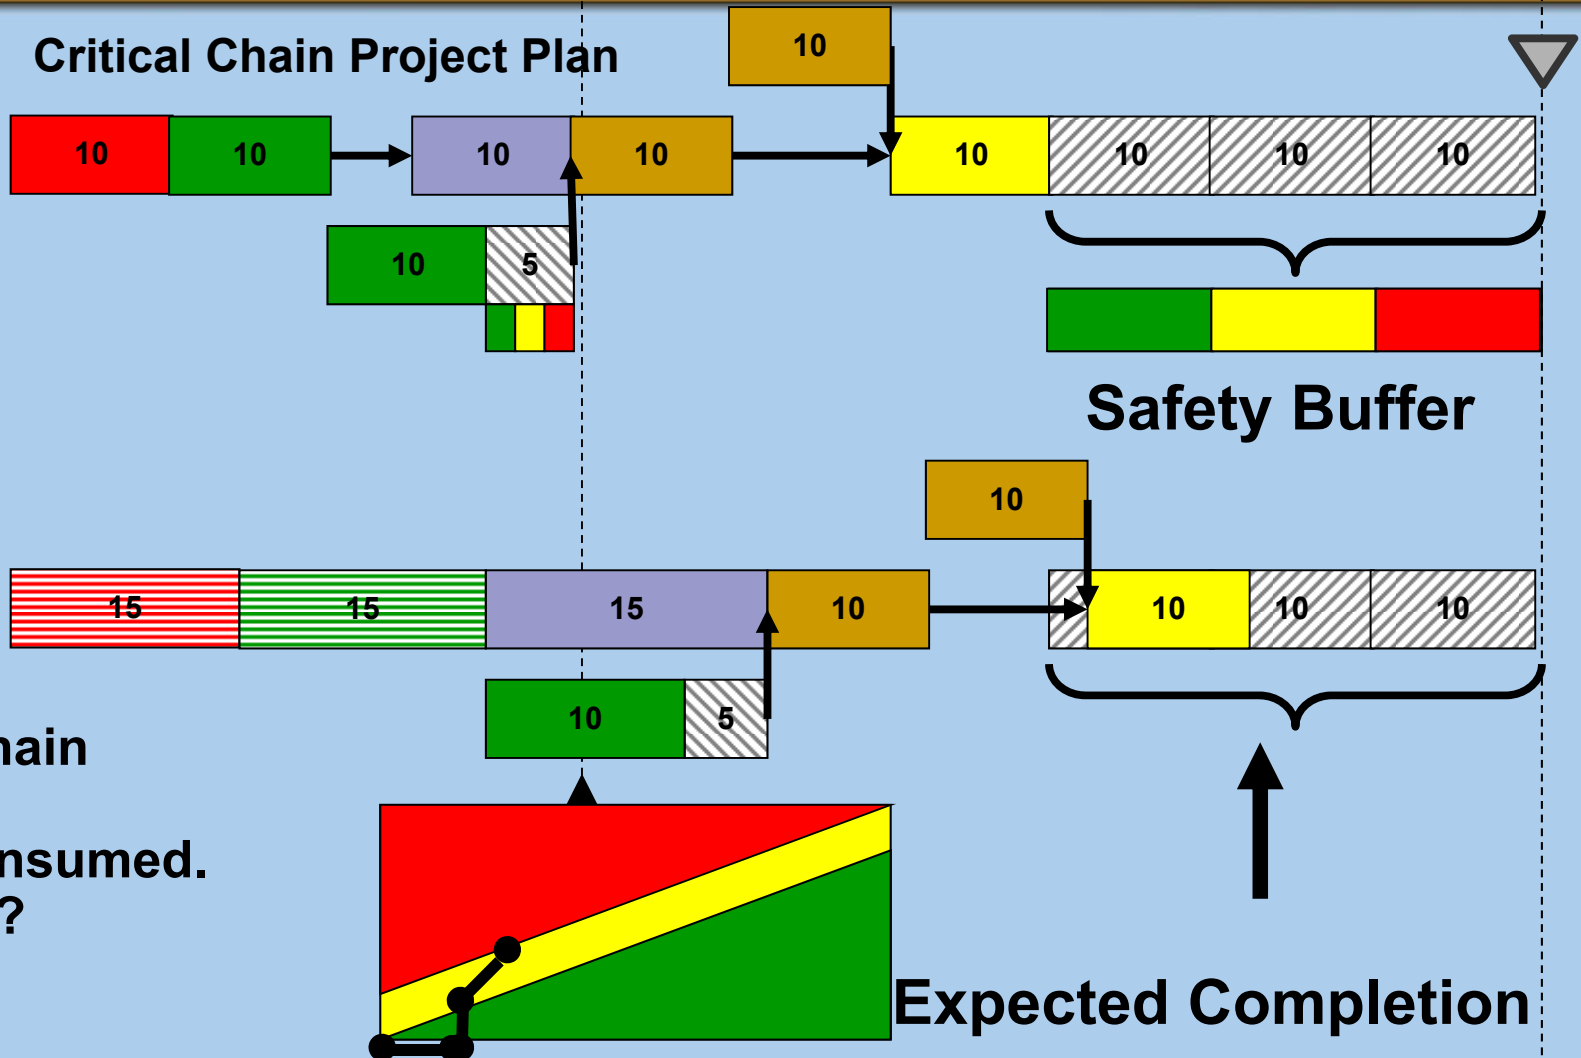 10
Critical Chain Project Plan
10 10 10 10 10 10 10 10
10 5
Safety Buffer
10
15 15 15 10 10 10 10
10 5
hain
nsumed.
?
Expected Completion